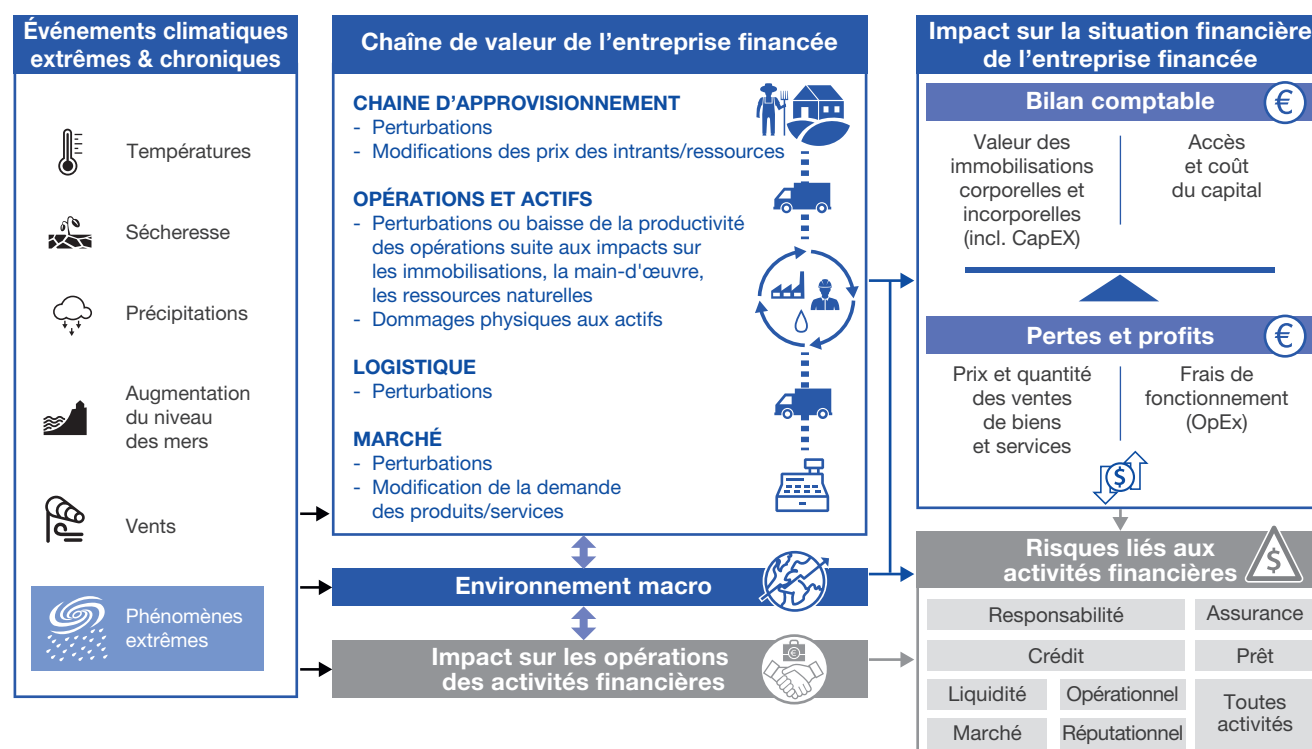 Événements climatiques
extrêmes & chroniques
Températures
Sécheresse
Précipitations
Augmentation
du niveau
des mers
Vents
Phénomènes
extrêmes
Chaîne de valeur de l’entreprise financée
CHAINE D’APPROVISIONNEMENT
- Perturbations
- Modifications des prix des intrants/ressources
OPÉRATIONS ET ACTIFS
- Perturbations ou baisse de la productivité
des opérations suite aux impacts sur
les immobilisations, la main-d'œuvre,
les ressources naturelles
- Dommages physiques aux actifs
LOGISTIQUE
- Perturbations
MARCHÉ
- Perturbations
- Modification de la demande
des produits/services
Environnement macro
Impact sur les opérations
des activités financières
€
Impact sur la situation financière
de l’entreprise financée
Bilan comptable
€
Valeur des
immobilisations
corporelles et
incorporelles
(incl. CapEX)
Accès
et coût
du capital
Pertes et profits
€
Prix et quantité
des ventes
de biens
et services
Frais de
fonctionnement
(OpEx)
$
Risques liés aux
activités financières
$
Responsabilité
Assurance
Crédit
Prêt
Liquidité
Opérationnel
Marché
Réputationnel
Toutes
activités